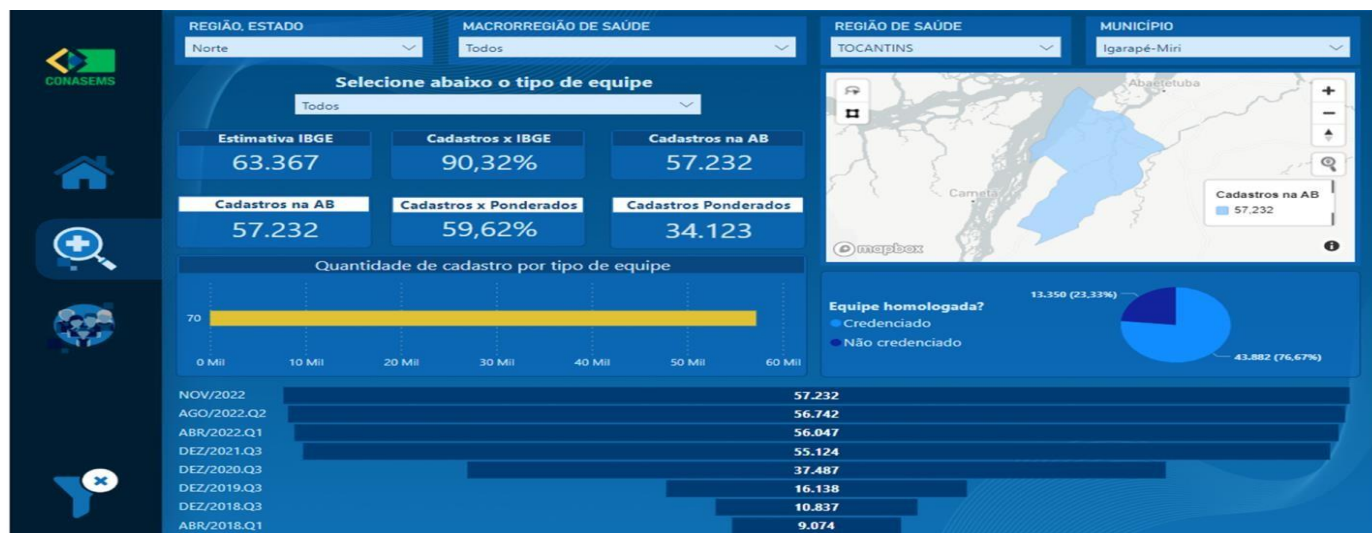 CONASEMS
REGIÃO, ESTADO
Norte
MACRORREGIÃO DE SAÚDE
Todos
REGIÃO DE SAÚDE
TOCANTINS
MUNICÍPIO
Igarapé-Miri
Selecione abaixo o tipo de equipe
Todos
Estimativa IBGE
63.367
Cadastros x IBGE
90,32%
Cadastros na AB
57.232
Cadastros na AB
57.232
Cadastros x Ponderados
59,62%
Cadastros Ponderados
34.123
Abaetetuba
Cametá
Cadastros na AB
57,232
mapbox
Quantidade de cadastro por tipo de equipe
70
0 Mil 10 Mil 20 Mil 30 Mil 40 Mil 50 Mil 60 Mil
Equipe homologada?
Credenciado
Não credenciado
13.350 (23,33%)
43.882 (76,67%)
NOV/2022 57.232
AGO/2022.Q2 56.742
ABR/2022.Q1 56.047
DEZ/2021.Q3 55.124
DEZ/2020.Q3 37.487
DEZ/2019.Q3 16.138
DEZ/2018.Q3 10.837
ABR/2018.Q1 9.074